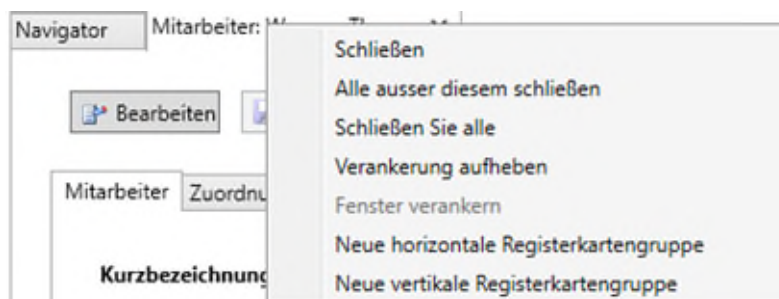 Navigator
Mitarbeiter:
Schließen
Alle ausser diesem schließen
Bearbeiten
Schließen Sie alle
Verankerung aufheben
Mitarbeiter
Fenster verankern
Neue horizontale Registerkartengruppe
Kurzbezeichnung
Neue vertikale Registerkartengruppe